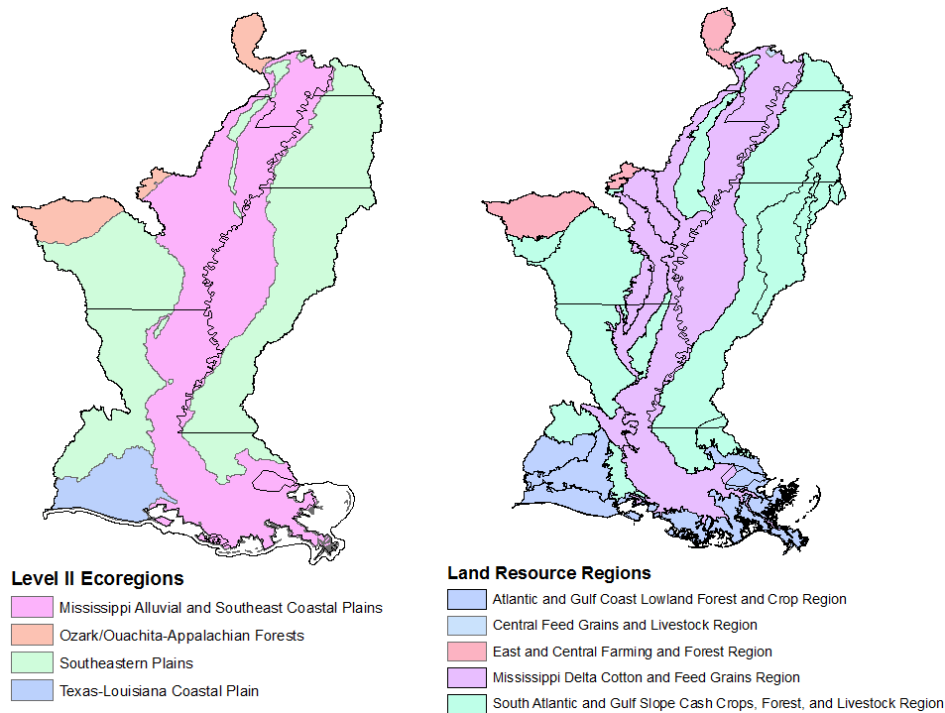 Level II Ecoregions
Mississippi Alluvial and Southeast Coastal Plains
Ozark/Ouachita-Appalachian Forests
Southeastern Plains
Texas-Louisiana Coastal Plain
Land Resource Regions
Atlantic and Gulf Coast Lowland Forest and Crop Region
Central Feed Grains and Livestock Region
East and Central Farming and Forest Region
Mississippi Delta Cotton and Feed Grains Region
South Atlantic and Gulf Slope Cash Crops, Forest, and Livestock Region